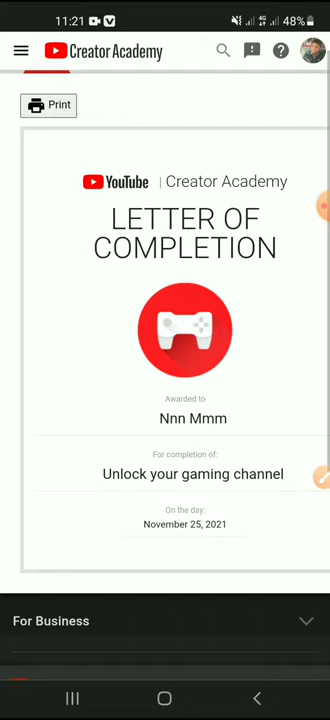 11:21 48%
Creator Academy
Print
YouTube | Creator Academy
LETTER OF
COMPLETION
Awarded to
Nnn Mmm
For completion of:
Unlock your gaming channel
On the day:
November 25, 2021
For Business